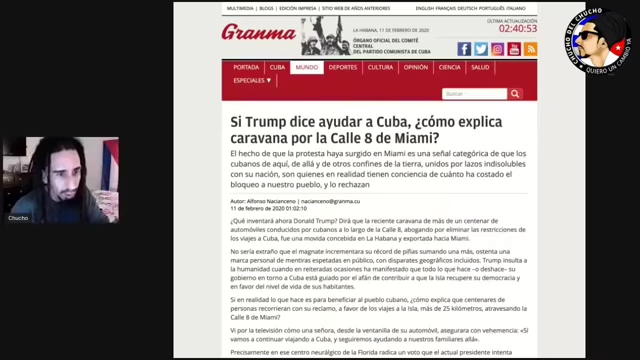 MULTIMEDIA | BLOGS | EDICIÓN IMPRESA | SITIO WEB DE AÑOS ANTERIORES
ENGLISH FRANÇAIS DEUTSCH PORTUGUÉS ITALIANO
Granma
LA HABANA, 11 DE FEBRERO DE 2020
ÓRGANO OFICIAL DEL COMITÉ
CENTRAL
DEL PARTIDO COMUNISTA DE CUBA
ÚLTIMA ACTUALIZACIÓN
02:40:53
PORTADA CUBA MUNDO DEPORTES CULTURA OPINIÓN CIENCIA SALUD
ESPECIALES
Buscar
Si Trump dice ayudar a Cuba, ¿cómo explica
caravana por la Calle 8 de Miami?
El hecho de que la protesta haya surgido en Miami es una señal categórica de que los
cubanos de aquí, de allá y de otros confines de la tierra, unidos por lazos indisolubles
con su nación, son quienes en realidad tienen conciencia de cuánto ha costado el
bloqueo a nuestro pueblo, y lo rechazan
Autor: Alfonso Nacianceno | nacianceno@granma.cu
11 de febrero de 2020 01:02:10
¿Qué inventará ahora Donald Trump? Dirá que la reciente caravana de más de un centenar de
automóviles conducidos por cubanos a lo largo de la Calle 8, abogando por eliminar las restricciones de
los viajes a Cuba, fue una movida concebida en La Habana y exportada hacia Miami.
No sería extraño que el magnate incrementara su récord de pifias sumando una más, ostenta una
marca personal de mentiras espetadas en público, con disparates geográficos incluidos. Trump insulta a
la humanidad cuando en reiteradas ocasiones ha manifestado que todo lo que hace –o deshace– su
gobierno en torno a Cuba está guiado por el afán de contribuir a que la Isla recupere su democracia y
en favor del nivel de vida de sus habitantes.
Si en realidad lo que hace es para beneficiar al pueblo cubano, ¿cómo explica que centenares de
personas recorrieran con su reclamo, a favor de los viajes a la Isla, más de 25 kilómetros, atravesando la
Calle 8 de Miami?
Vi por la televisión cómo una señora, desde la ventanilla de su automóvil, aseguraba con vehemencia: «Sí
vamos a continuar viajando a Cuba, y seguiremos ayudando a nuestros familiares allá».
Precisamente en ese centro neurálgico de la Florida radica un voto que el actual presidente intenta
Chucho
CHUCHO DEL CHUCHO
QUIERO UN CAMBIO YA